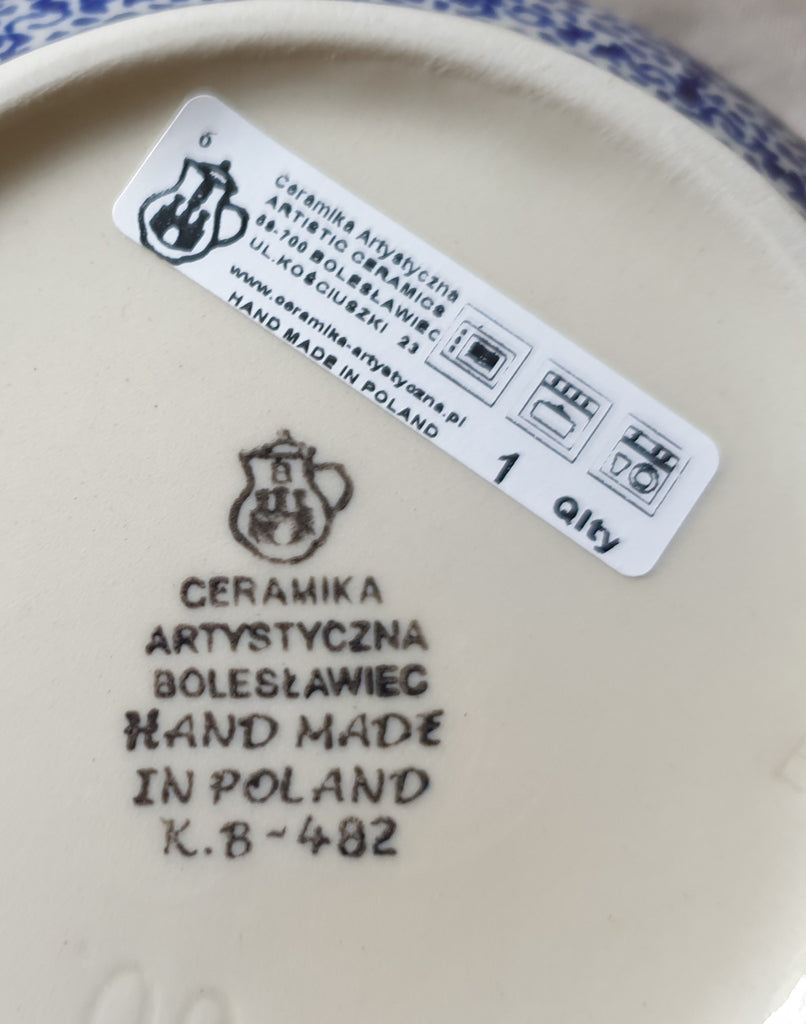 6
Ceramika Artystyczna
ARTISTIC CERAMICS
59-700 BOLESŁAWIEC
UL.KOŚCIUSZKI 23
www.ceramika-artystyczna.pl
HAND MADE IN POLAND
1 Qlty
CERAMIKA
ARTYSTYCZNA
BOLESŁAWIEC
HAND MADE
IN POLAND
K.B-482